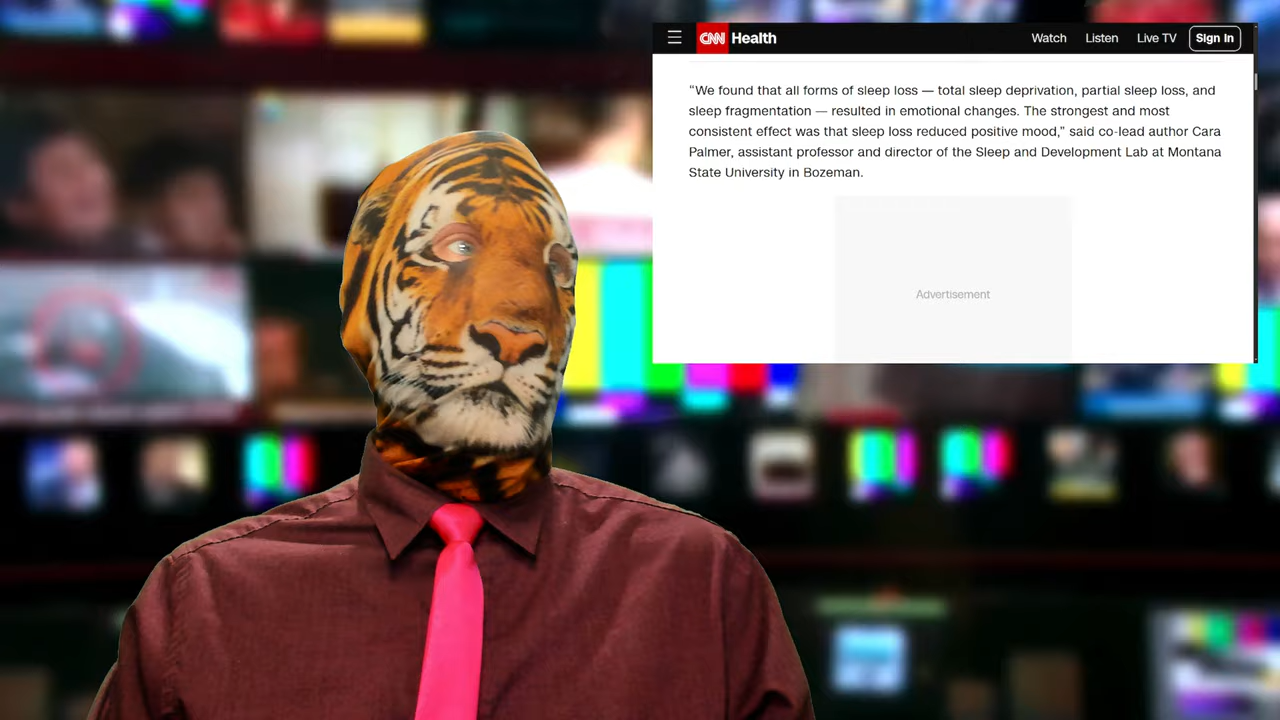 CNN Health
Watch Listen Live TV Sign In
“We found that all forms of sleep loss — total sleep deprivation, partial sleep loss, and
sleep fragmentation — resulted in emotional changes. The strongest and most
consistent effect was that sleep loss reduced positive mood,” said co-lead author Cara
Palmer, assistant professor and director of the Sleep and Development Lab at Montana
State University in Bozeman.
Advertisement